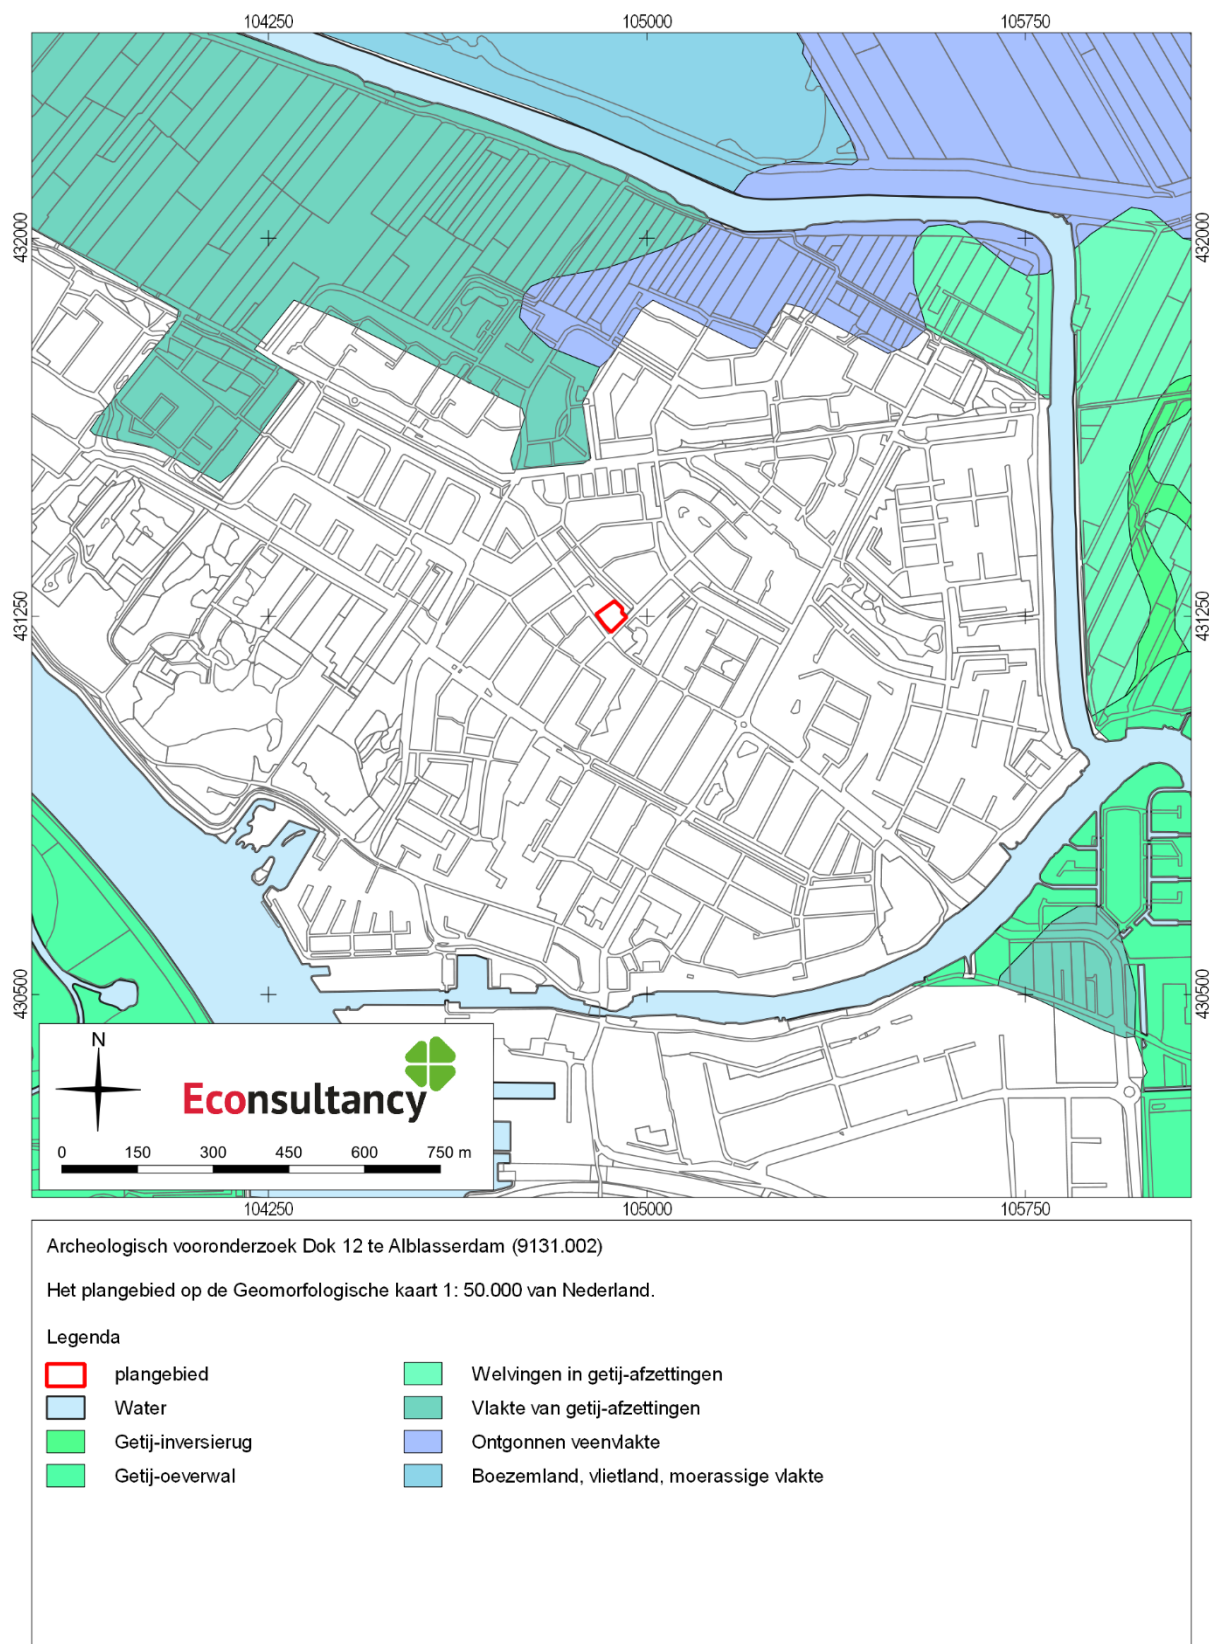 104250 105000 105750
432000 432000
431250 431250
430500 430500
N
Econsultancy
0 150 300 450 600 750 m
104250 105000 105750
Archeologisch vooronderzoek Dok 12 te Alblasserdam (9131.002)
Het plangebied op de Geomorfologische kaart 1: 50.000 van Nederland.
Legenda
plangebied Welvingen in getij-afzettingen
Water Vlakte van getij-afzettingen
Getij-inversierug Ontgonnen veenvlakte
Getij-oeverwal Boezemland, vlietland, moerassige vlakte